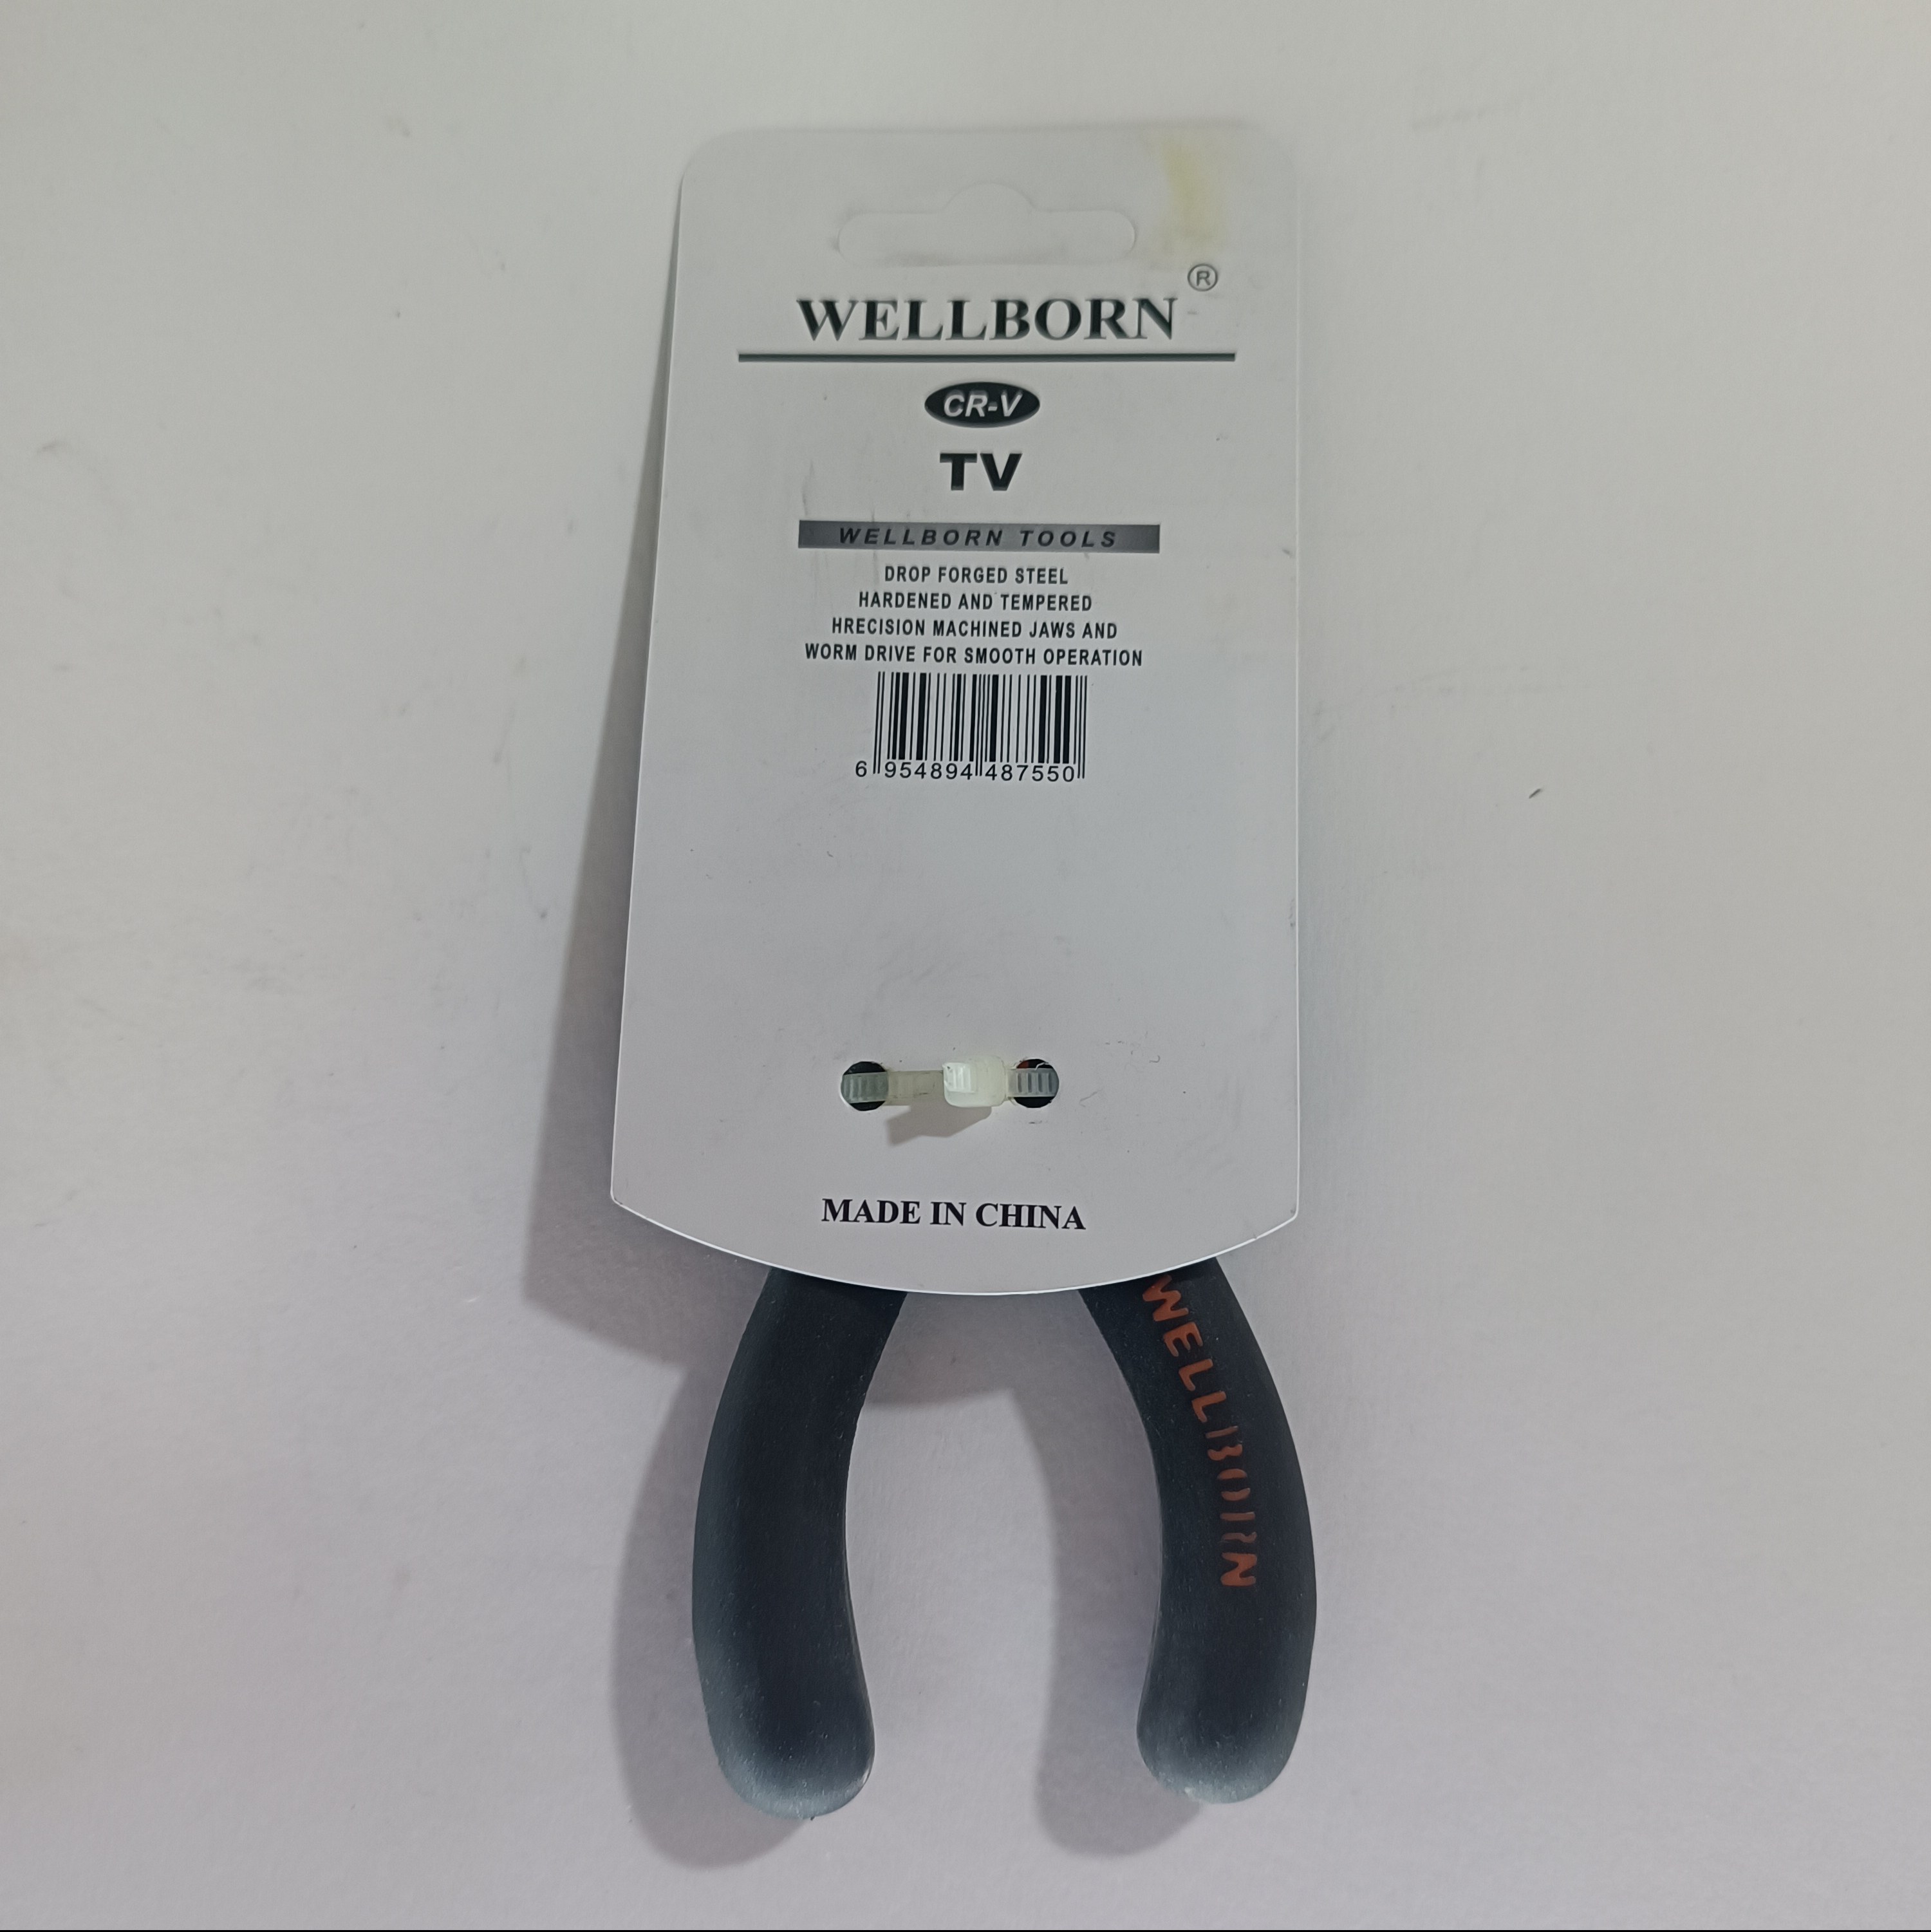 WELLBORN ®
CR-V
TV
WELLBORN TOOLS
DROP FORGED STEEL
HARDENED AND TEMPERED
HRECISION MACHINED JAWS AND
WORM DRIVE FOR SMOOTH OPERATION
6 954894 487550
MADE IN CHINA
WELLBORN